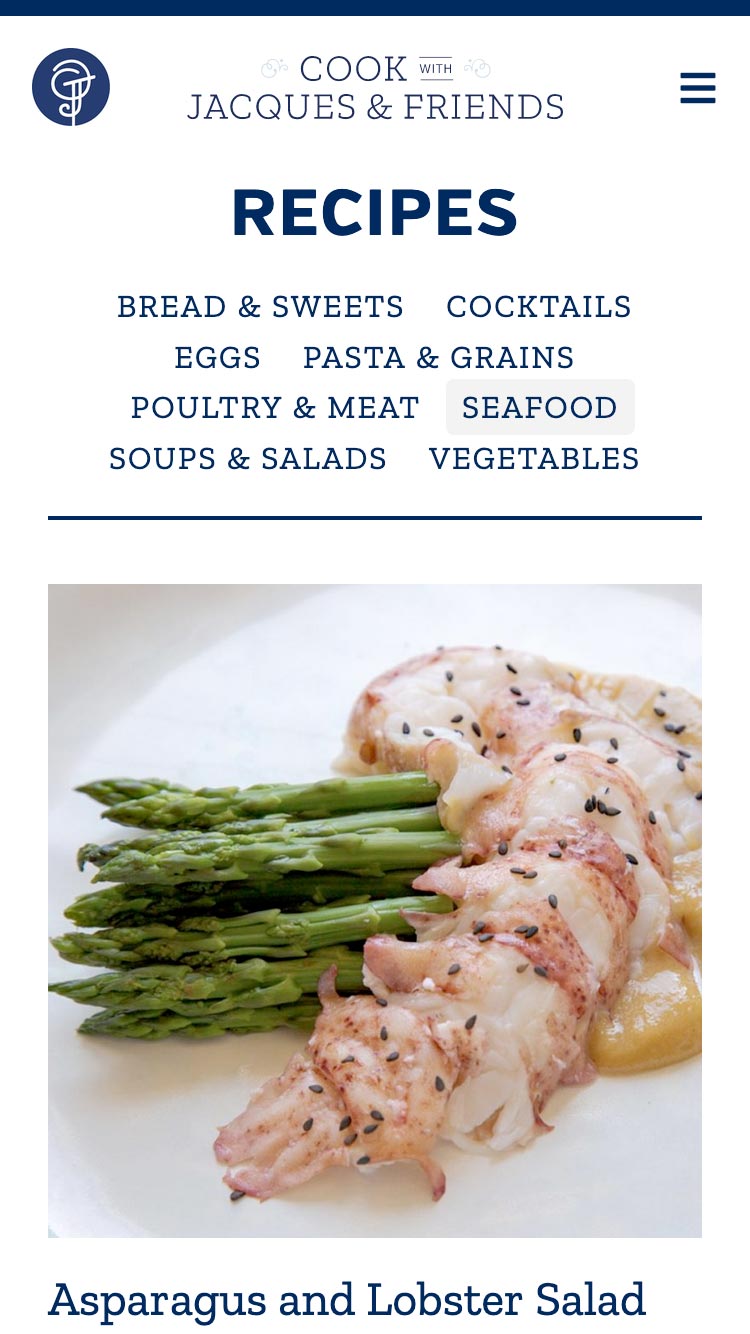 COOK WITH
JACQUES & FRIENDS
RECIPES
BREAD & SWEETS COCKTAILS
EGGS PASTA & GRAINS
POULTRY & MEAT SEAFOOD
SOUPS & SALADS VEGETABLES
Asparagus and Lobster Salad